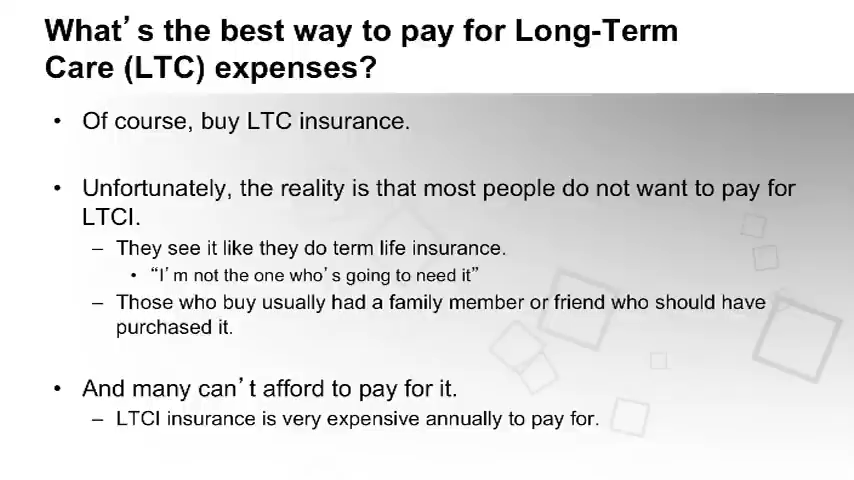 What's the best way to pay for Long-Term
Care (LTC) expenses?
• Of course, buy LTC insurance.
• Unfortunately, the reality is that most people do not want to pay for
LTCI.
– They see it like they do term life insurance.
• “I'm not the one who's going to need it”
– Those who buy usually had a family member or friend who should have
purchased it.
• And many can't afford to pay for it.
– LTCI insurance is very expensive annually to pay for.